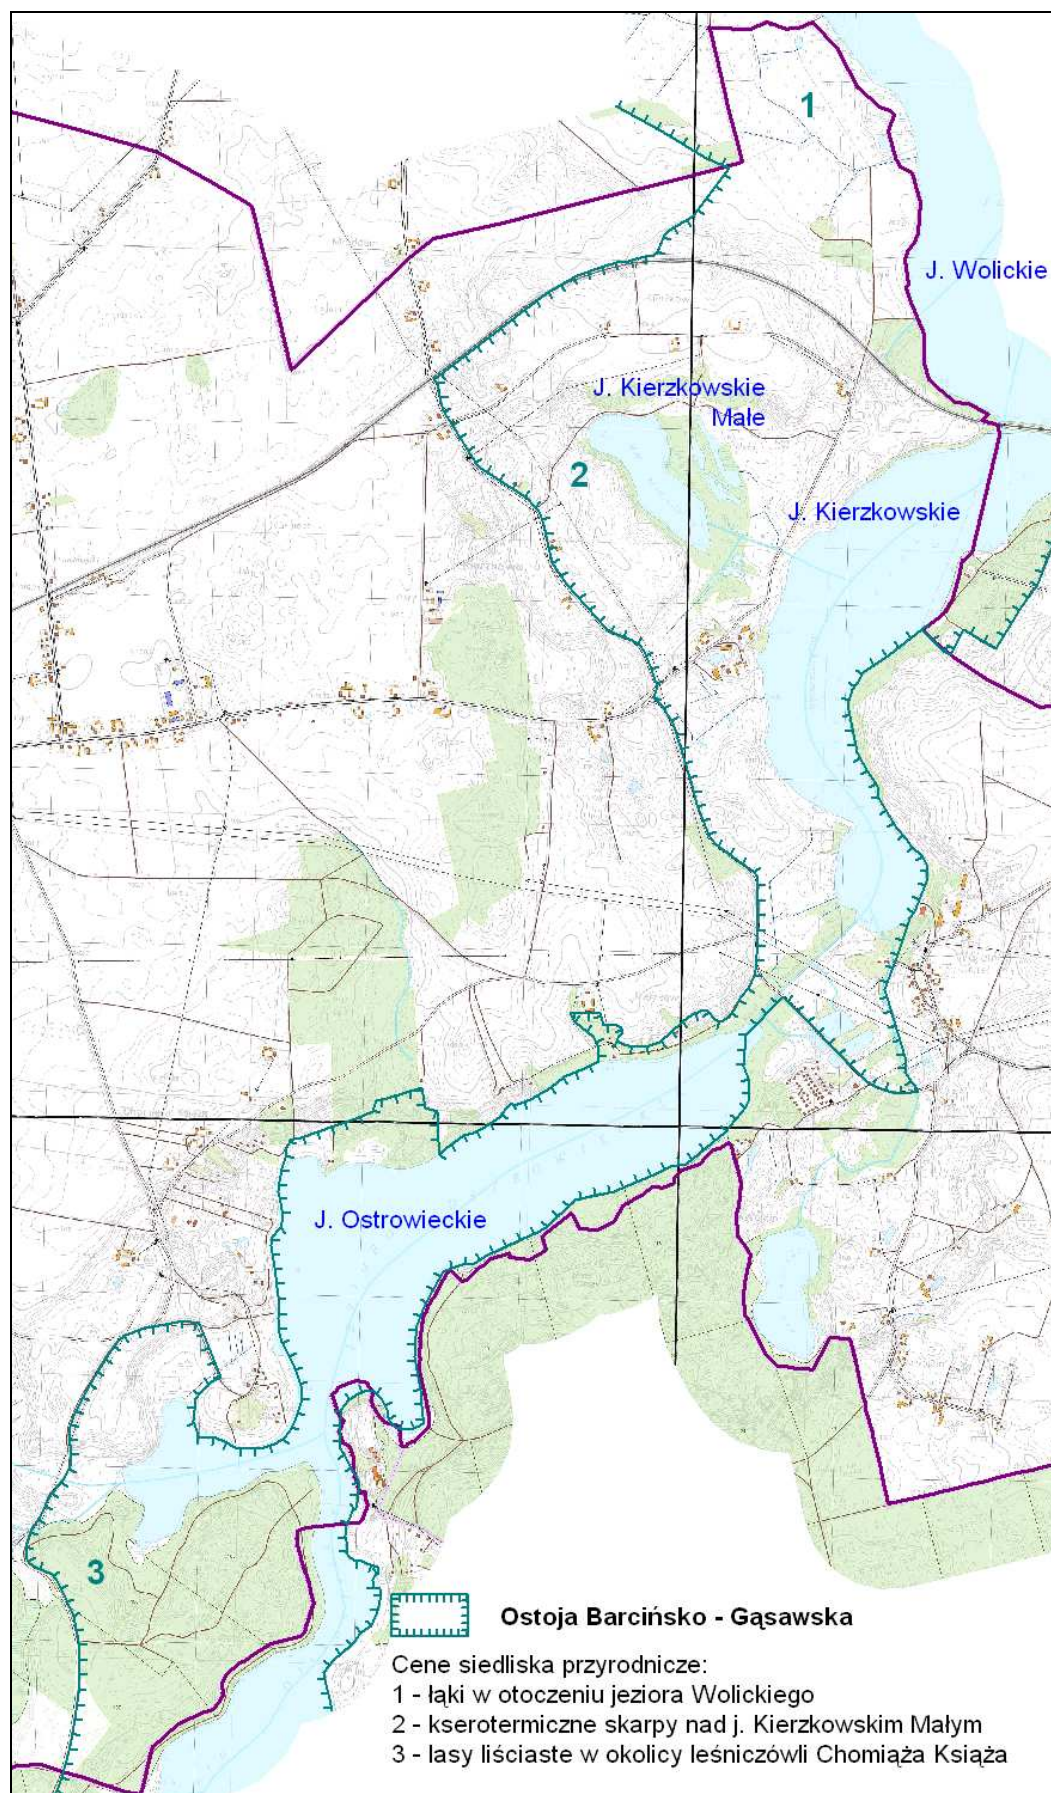 1
J. Wolickie
J. Kierzkowskie
Małe
2
J. Kierzkowskie
J. Ostrowieckie
3
Ostoja Barcińsko - Gąsawska
Cene siedliska przyrodnicze:
1 - łąki w otoczeniu jeziora Wolickiego
2 - kserotermiczne skarpy nad j. Kierzkowskim Małym
3 - lasy liściaste w okolicy leśniczówli Chomiąża Książa